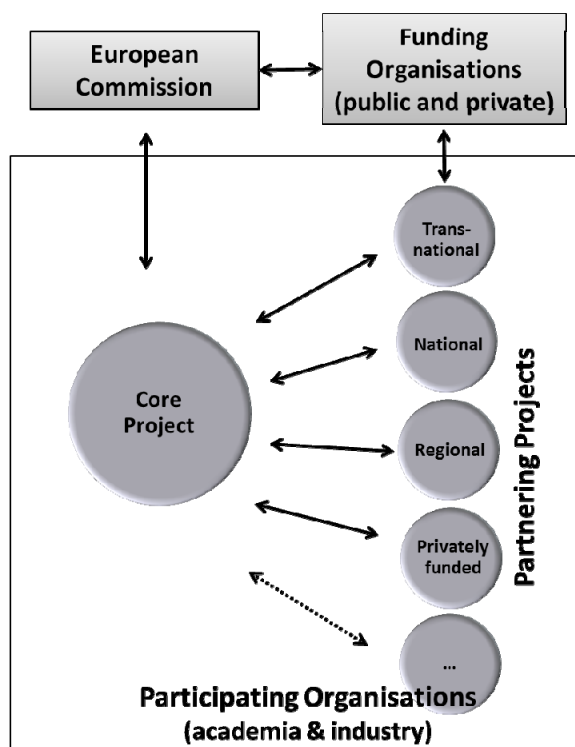 European
Commission
Funding
Organisations
(public and private)
Trans-
national
National
Core
Project
Regional
Privately
funded
...
Partnering Projects
Participating Organisations
(academia & industry)